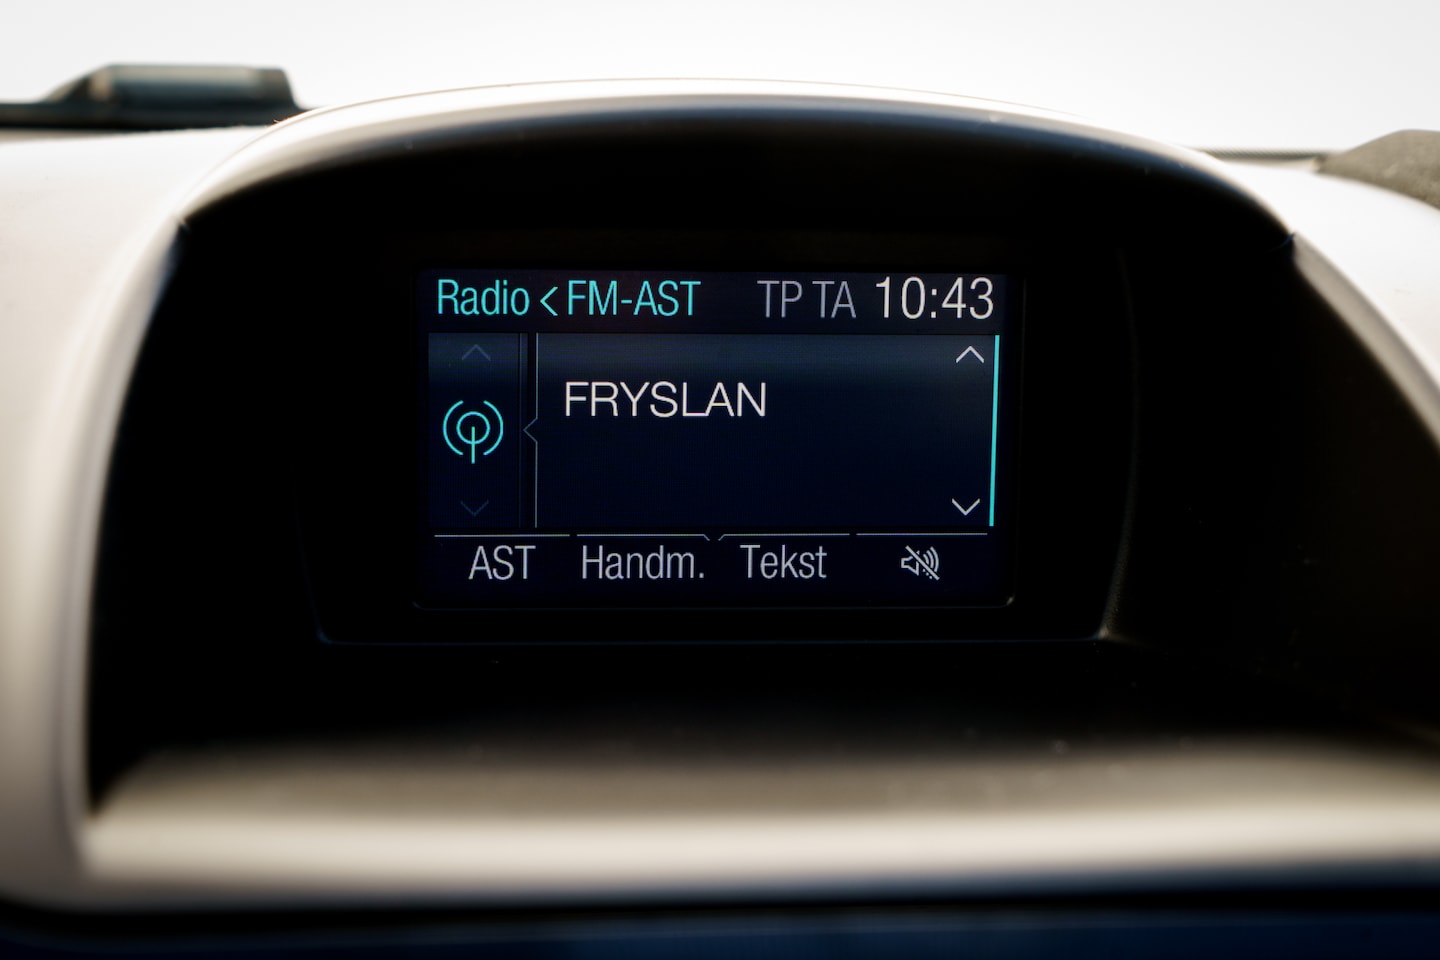 Radio < FM-AST TP TA 10:43
FRYSLAN
AST Handm. Tekst